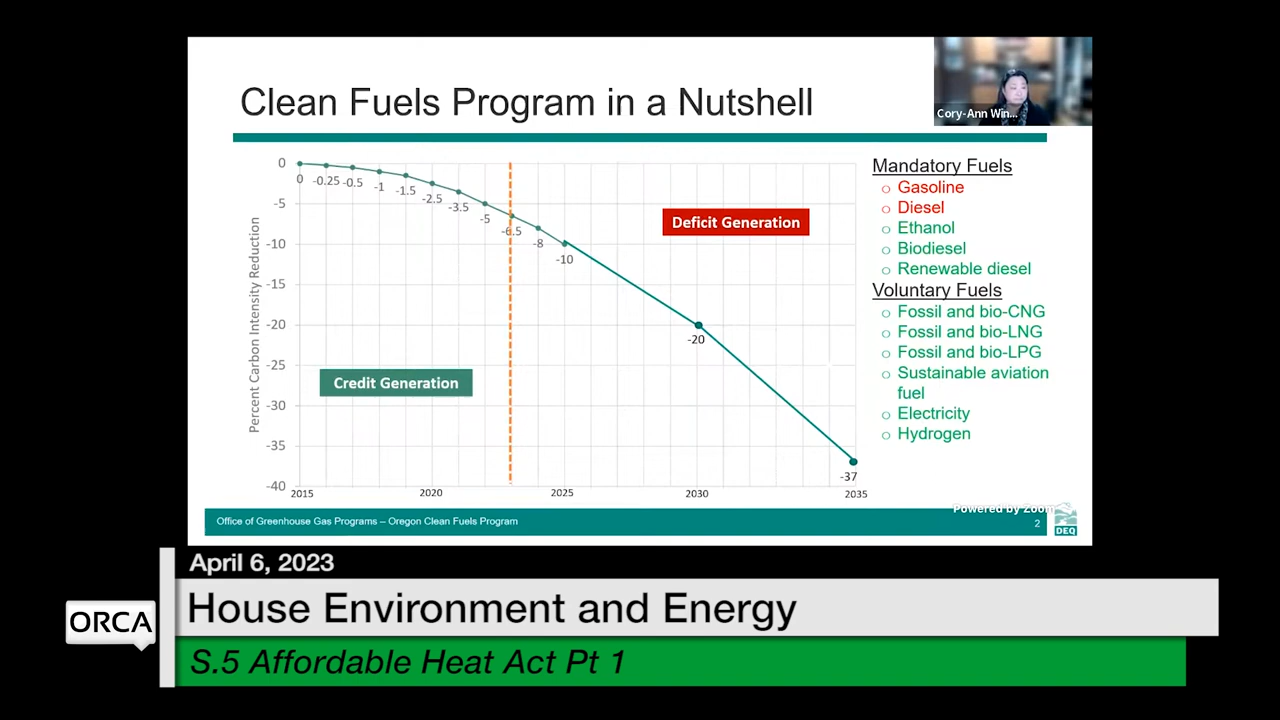 Clean Fuels Program in a Nutshell
Cory-Ann Win...
Percent Carbon Intensity Reduction
0
-5
-10
-15
-20
-25
-30
-35
-40
0
-0.25
-0.5
-1
-1.5
-2.5
-3.5
-5
-6.5
-8
-10
-20
-37
2015
2020
2025
2030
2035
Deficit Generation
Credit Generation
Mandatory Fuels
Gasoline
Diesel
Ethanol
Biodiesel
Renewable diesel
Voluntary Fuels
Fossil and bio-CNG
Fossil and bio-LNG
Fossil and bio-LPG
Sustainable aviation
fuel
Electricity
Hydrogen
Powered by Zoom
Office of Greenhouse Gas Programs – Oregon Clean Fuels Program
2
DEQ
April 6, 2023
ORCA
House Environment and Energy
S.5 Affordable Heat Act Pt 1